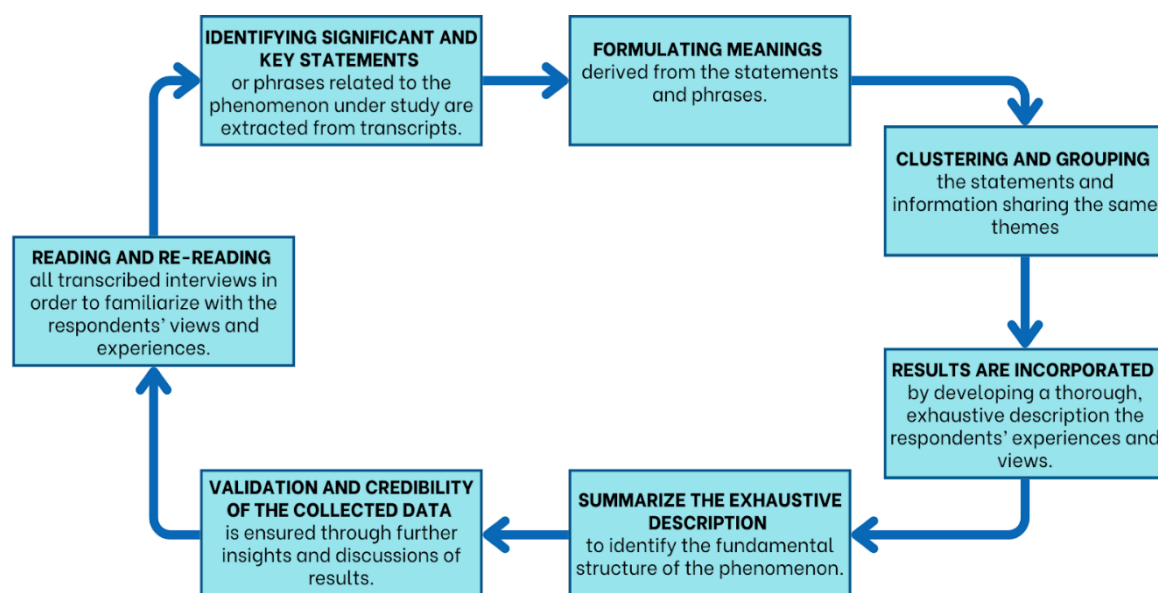 IDENTIFYING SIGNIFICANT AND
KEY STATEMENTS
or phrases related to the
phenomenon under study are
extracted from transcripts.
FORMULATING MEANINGS
derived from the statements
and phrases.
CLUSTERING AND GROUPING
the statements and
information sharing the same
themes
READING AND RE-READING
all transcribed interviews in
order to familiarize with the
respondents' views and
experiences.
RESULTS ARE INCORPORATED
by developing a thorough,
exhaustive description the
respondents' experiences and
views.
VALIDATION AND CREDIBILITY
OF THE COLLECTED DATA
is ensured through further
insights and discussions of
results.
SUMMARIZE THE EXHAUSTIVE
DESCRIPTION
to identify the fundamental
structure of the phenomenon.